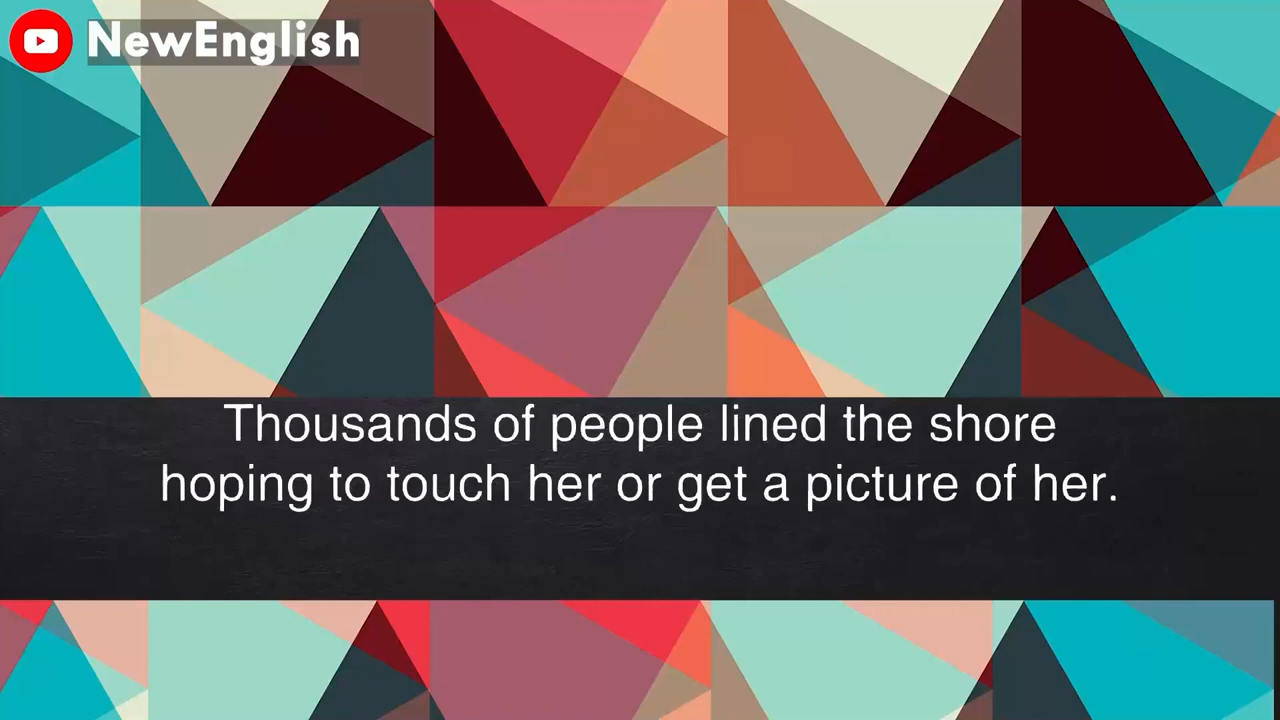 NewEnglish
Thousands of people lined the shore
hoping to touch her or get a picture of her.